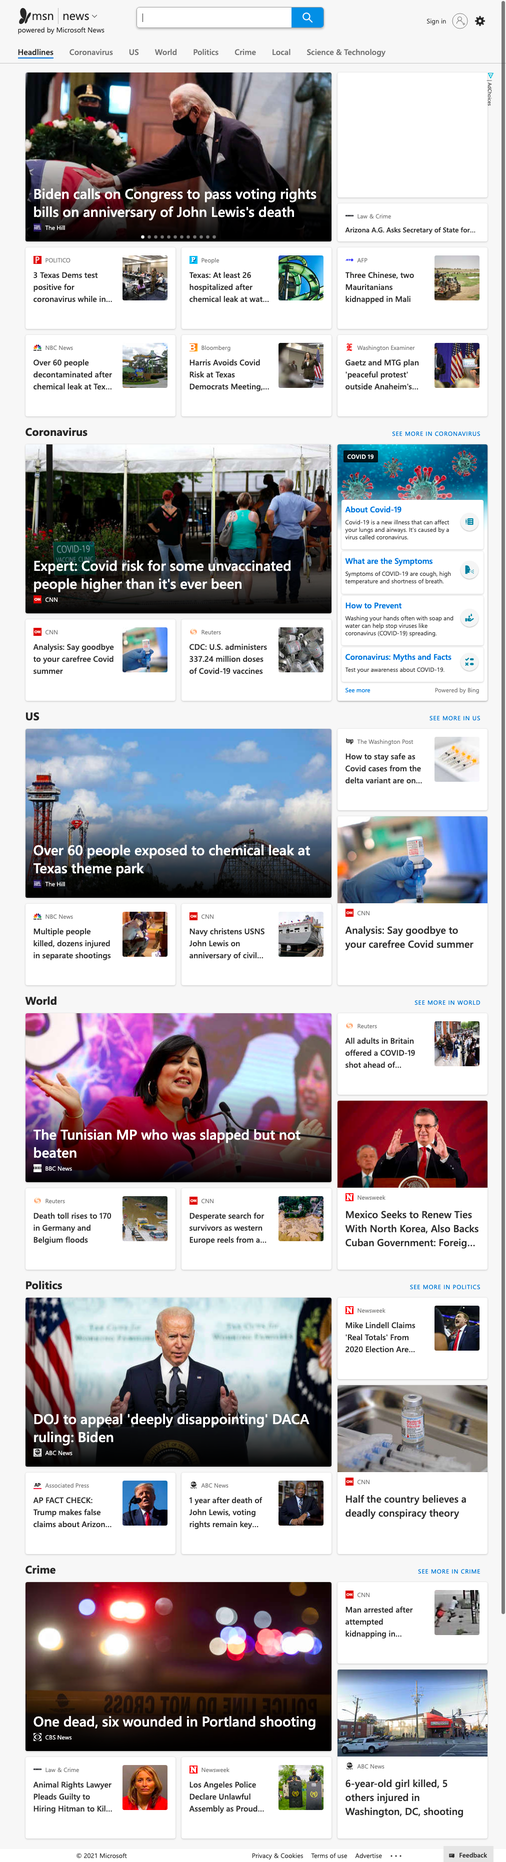 msn | news
powered by Microsoft News
Sign in
Headlines Coronavirus US World Politics Crime Local Science & Technology
AdChoices
Biden calls on Congress to pass voting rights
bills on anniversary of John Lewis's death
The Hill
Law & Crime
Arizona A.G. Asks Secretary of State for...
POLITICO
3 Texas Dems test
positive for
coronavirus while in...
People
Texas: At least 26
hospitalized after
chemical leak at wat...
AFP
Three Chinese, two
Mauritanians
kidnapped in Mali
NBC News
Over 60 people
decontaminated after
chemical leak at Tex...
Bloomberg
Harris Avoids Covid
Risk at Texas
Democrats Meeting,...
Washington Examiner
Gaetz and MTG plan
'peaceful protest'
outside Anaheim's...
Coronavirus
SEE MORE IN CORONAVIRUS
COVID-19
VACCINE CLINIC
Expert: Covid risk for some unvaccinated
people higher than it's ever been
CNN
COVID 19
About Covid-19
Covid-19 is a new illness that can affect
your lungs and airways. It's caused by a
virus called coronavirus.
What are the Symptoms
Symptoms of COVID-19 are cough, high
temperature and shortness of breath.
How to Prevent
Washing your hands often with soap and
water can help stop viruses like
coronavirus (COVID-19) spreading.
Coronavirus: Myths and Facts
Test your awareness about COVID-19.
See more
Powered by Bing
CNN
Analysis: Say goodbye
to your carefree Covid
summer
Reuters
CDC: U.S. administers
337.24 million doses
of Covid-19 vaccines
US
SEE MORE IN US
Over 60 people exposed to chemical leak at
Texas theme park
The Hill
The Washington Post
How to stay safe as
Covid cases from the
delta variant are on...
CNN
Analysis: Say goodbye to
your carefree Covid summer
NBC News
Multiple people
killed, dozens injured
in separate shootings
CNN
Navy christens USNS
John Lewis on
anniversary of civil...
World
SEE MORE IN WORLD
The Tunisian MP who was slapped but not
beaten
BBC News
Reuters
All adults in Britain
offered a COVID-19
shot ahead of...
Newsweek
Mexico Seeks to Renew Ties
With North Korea, Also Backs
Cuban Government: Foreig...
Reuters
Death toll rises to 170
in Germany and
Belgium floods
CNN
Desperate search for
survivors as western
Europe reels from a...
Politics
SEE MORE IN POLITICS
DOJ to appeal 'deeply disappointing' DACA
ruling: Biden
ABC News
Newsweek
Mike Lindell Claims
'Real Totals' From
2020 Election Are...
CNN
Half the country believes a
deadly conspiracy theory
Associated Press
AP FACT CHECK:
Trump makes false
claims about Arizon...
ABC News
1 year after death of
John Lewis, voting
rights remain key...
Crime
SEE MORE IN CRIME
POLICE LINE DO NOT CROSS
One dead, six wounded in Portland shooting
CBS News
CNN
Man arrested after
attempted
kidnapping in...
ABC News
6-year-old girl killed, 5
others injured in
Washington, DC, shooting
Law & Crime
Animal Rights Lawyer
Pleads Guilty to
Hiring Hitman to Kil...
Newsweek
Los Angeles Police
Declare Unlawful
Assembly as Proud...
© 2021 Microsoft
Privacy & Cookies Terms of use Advertise ...
Feedback